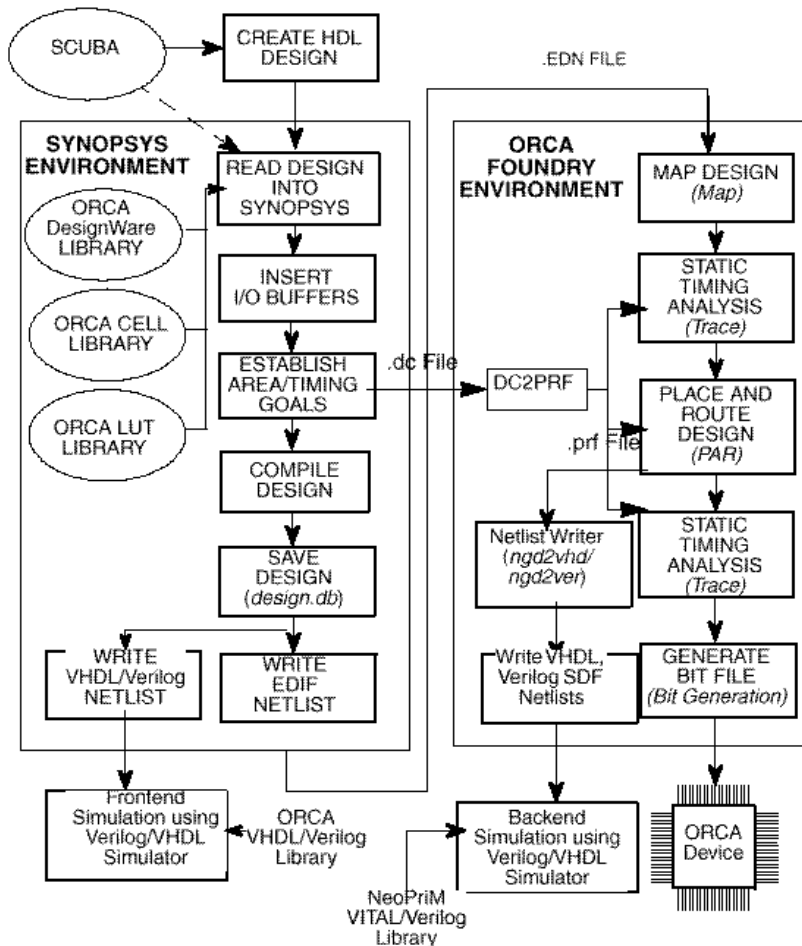 SCUBA
CREATE HDL
DESIGN
.EDN FILE
SYNOPSYS
ENVIRONMENT
READ DESIGN
INTO
SYNOPSYS
ORCA
DesignWare
LIBRARY
INSERT
I/O BUFFERS
ORCA CELL
LIBRARY
ESTABLISH
AREA/TIMING
GOALS
.dc File
DC2PRF
ORCA LUT
LIBRARY
COMPILE
DESIGN
SAVE
DESIGN
(design.db)
WRITE
VHDL/Verilog
NETLIST
WRITE
EDIF
NETLIST
Frontend
Simulation using
Verilog/VHDL
Simulator
ORCA
VHDL/Verilog
Library
ORCA
FOUNDRY
ENVIRONMENT
MAP DESIGN
(Map)
STATIC
TIMING
ANALYSIS
(Trace)
PLACE AND
ROUTE
DESIGN
(PAR)
.prf File
Netlist Writer
(ngd2vhd/
ngd2ver)
STATIC
TIMING
ANALYSIS
(Trace)
Write VHDL,
Verilog SDF
Netlists
GENERATE
BIT FILE
(Bit Generation)
Backend
Simulation using
Verilog/VHDL
Simulator
ORCA
Device
NeoPriM
VITAL/Verilog
Library